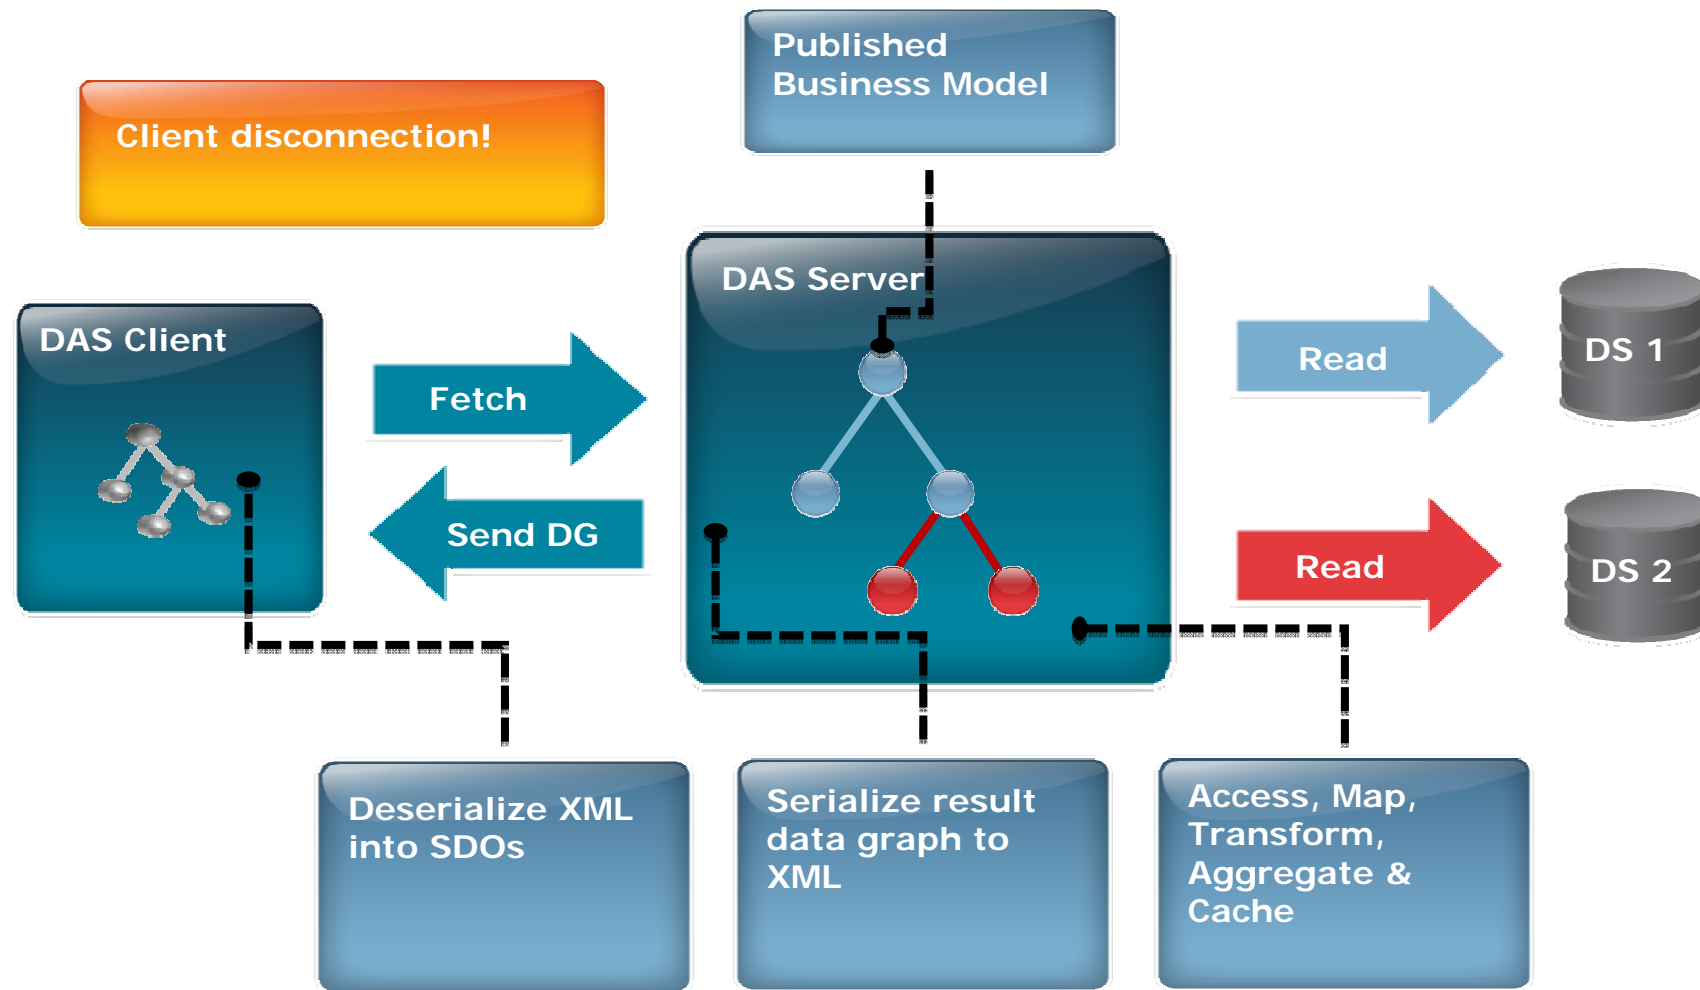 Published
Business Model
Client disconnection!
DAS Server
DAS Client
Fetch
Send DG
Read
DS 1
Read
DS 2
Deserialize XML
into SDOs
Serialize result
data graph to
XML
Access, Map,
Transform,
Aggregate &
Cache